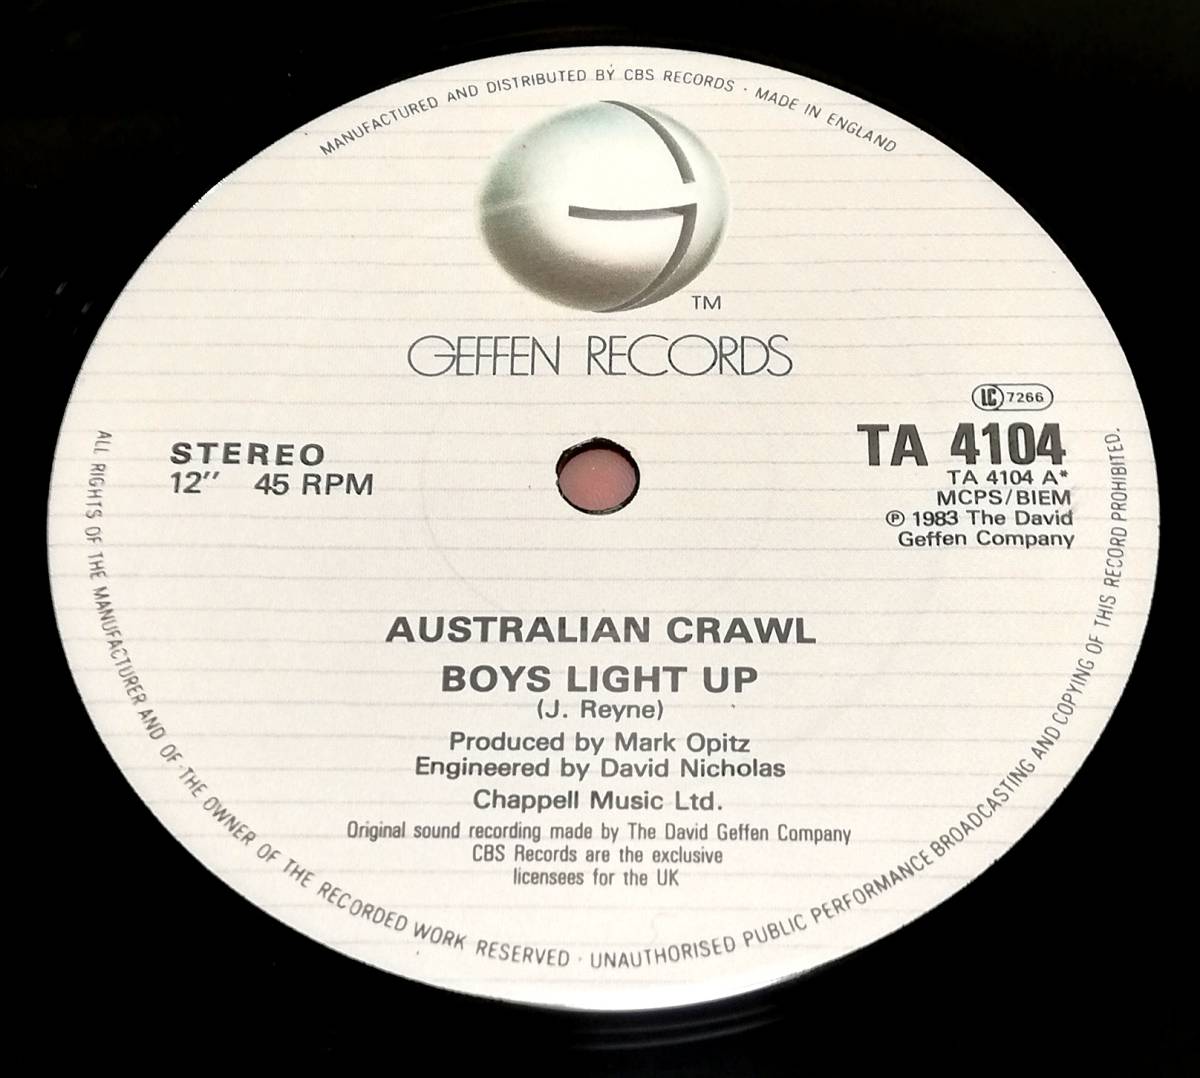 MANUFACTURED AND DISTRIBUTED BY CBS RECORDS · MADE IN ENGLAND
TM
GEFFEN RECORDS
LC 7266
STEREO
12" 45 RPM
TA 4104
TA 4104 A*
MCPS/BIEM
℗ 1983 The David
Geffen Company
AUSTRALIAN CRAWL
BOYS LIGHT UP
(J. Reyne)
Produced by Mark Opitz
Engineered by David Nicholas
Chappell Music Ltd.
Original sound recording made by The David Geffen Company
CBS Records are the exclusive
licensees for the UK
ALL RIGHTS OF THE MANUFACTURER AND OF THE OWNER OF THE RECORDED WORK RESERVED · UNAUTHORISED PUBLIC PERFORMANCE BROADCASTING AND COPYING OF THIS RECORD PROHIBITED.